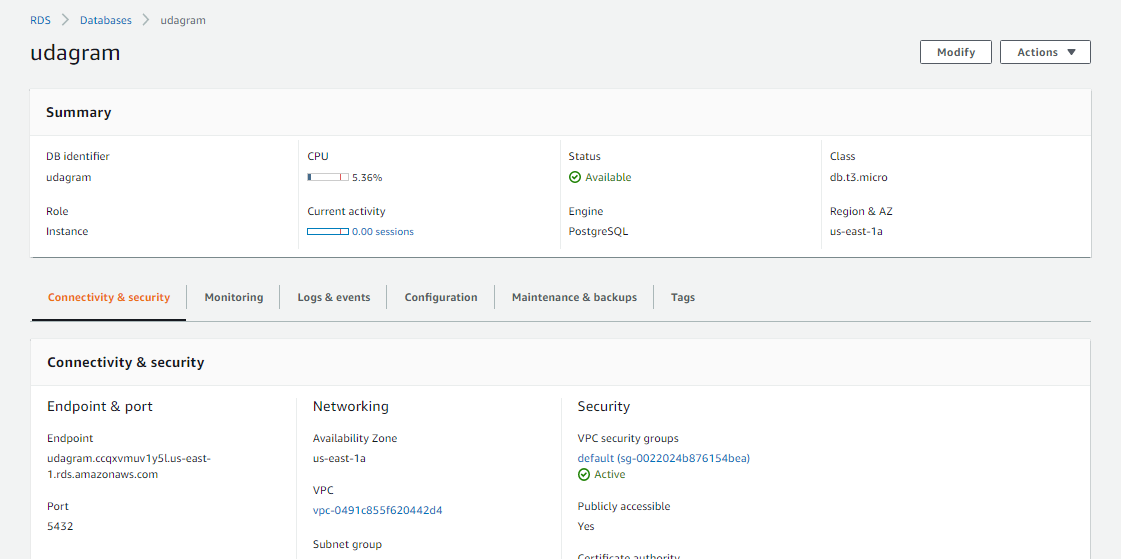 RDS > Databases > udagram
udagram
Modify
Actions
Summary
DB identifier
udagram
CPU
5.36%
Status
Available
Class
db.t3.micro
Role
Instance
Current activity
0.00 sessions
Engine
PostgreSQL
Region & AZ
us-east-1a
Connectivity & security
Monitoring
Logs & events
Configuration
Maintenance & backups
Tags
Connectivity & security
Endpoint & port
Endpoint
udagram.ccqxvmuv1y5l.us-east-
1.rds.amazonaws.com
Port
5432
Networking
Availability Zone
us-east-1a
VPC
vpc-0491c855f620442d4
Subnet group
Security
VPC security groups
default (sg-0022024b876154bea)
Active
Publicly accessible
Yes
Certificate authority